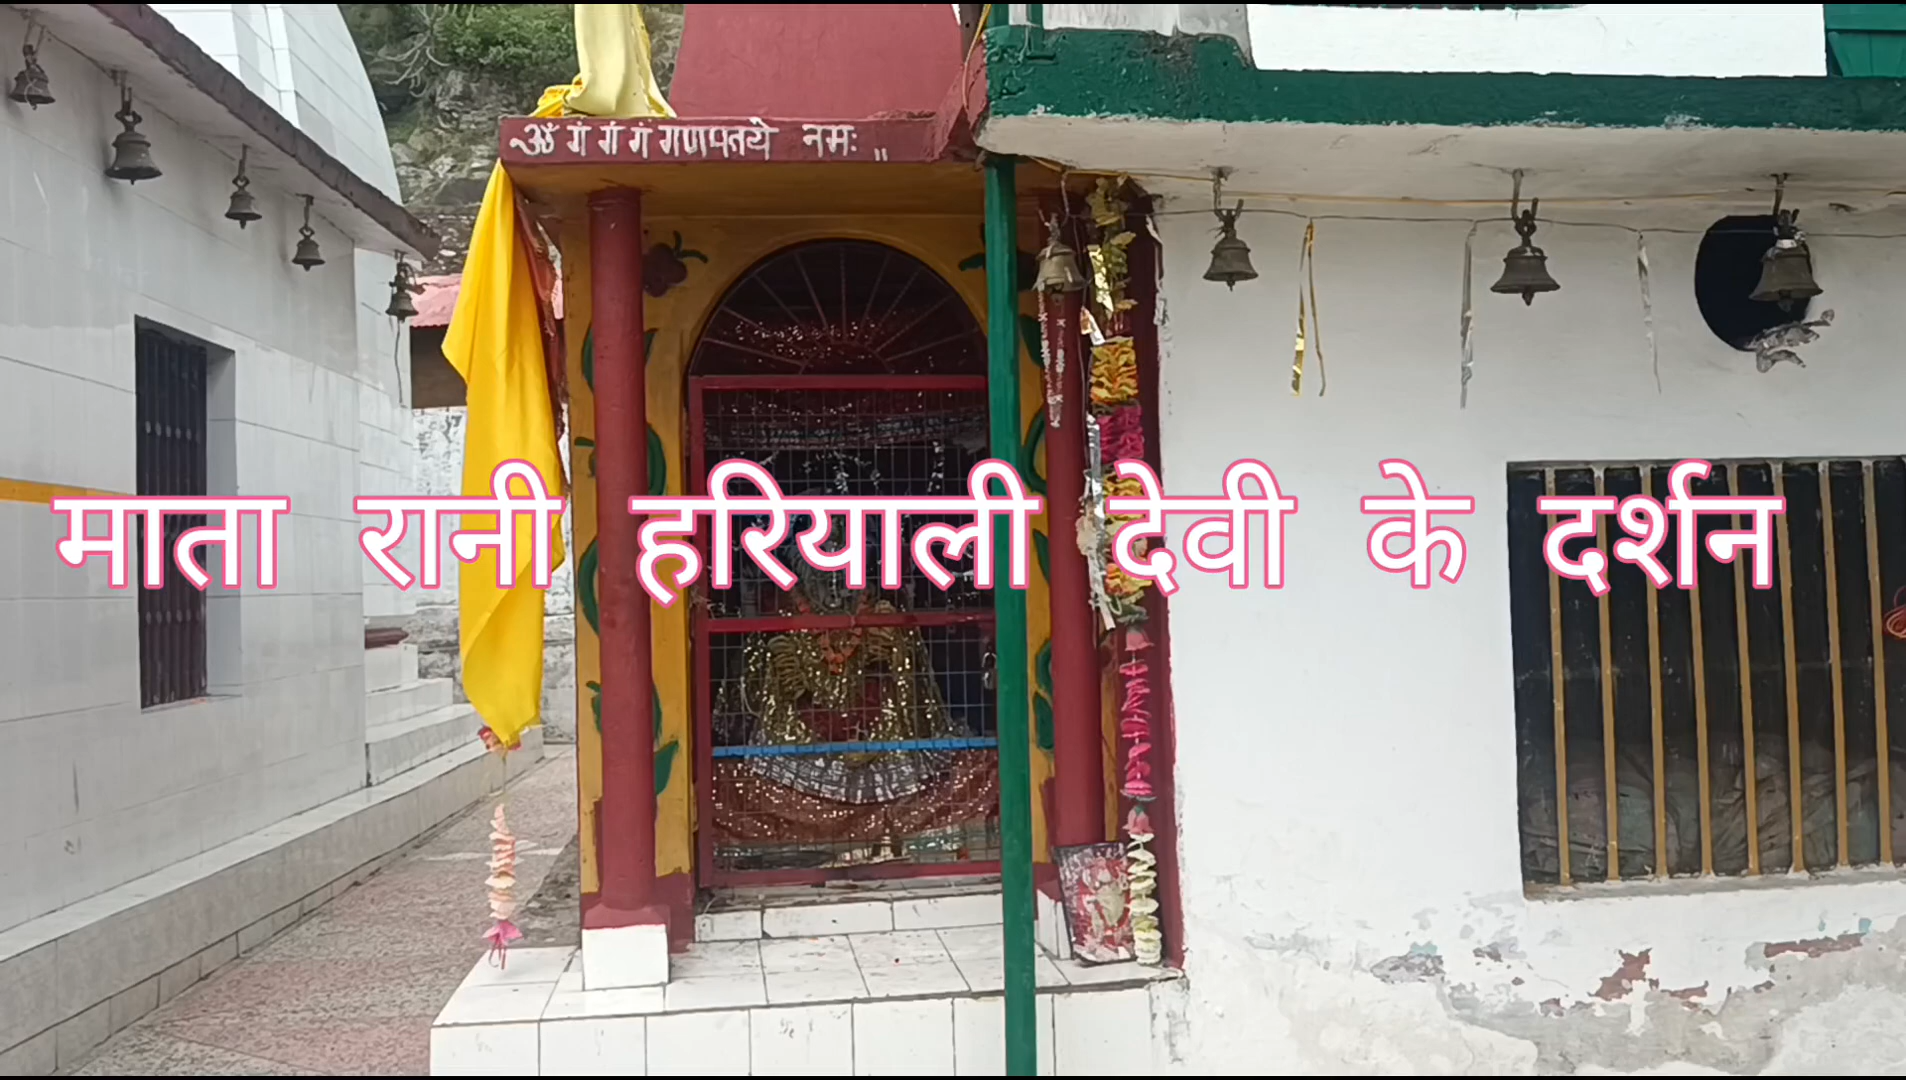 ॐ गं गं गं गणपतये नमः ॥
माता रानी हरियाली देवी के दर्शन